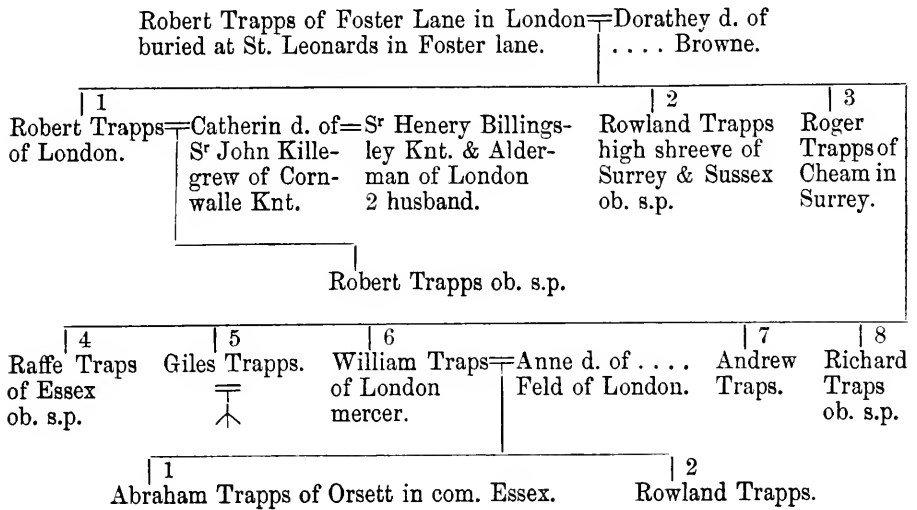 Robert Trapps of Foster Lane in London=Dorathey d. of
buried at St. Leonards in Foster lane. . . . . Browne.
1 2 3
Robert Trapps=Catherin d. of=Sʳ Henery Billings- Rowland Trapps Roger
of London. Sʳ John Kille- ley Knt. & Alder- high shreeve of Trapps of
grew of Corn- man of London Surrey & Sussex Cheam in
walle Knt. 2 husband. ob. s.p. Surrey.
Robert Trapps ob. s.p.
4 5 6 7 8
Raffe Traps Giles Trapps. William Traps=Anne d. of . . . . Andrew Richard
of Essex = of London Feld of London. Traps. Traps
ob. s.p. mercer. ob. s.p.
1 2
Abraham Trapps of Orsett in com. Essex. Rowland Trapps.